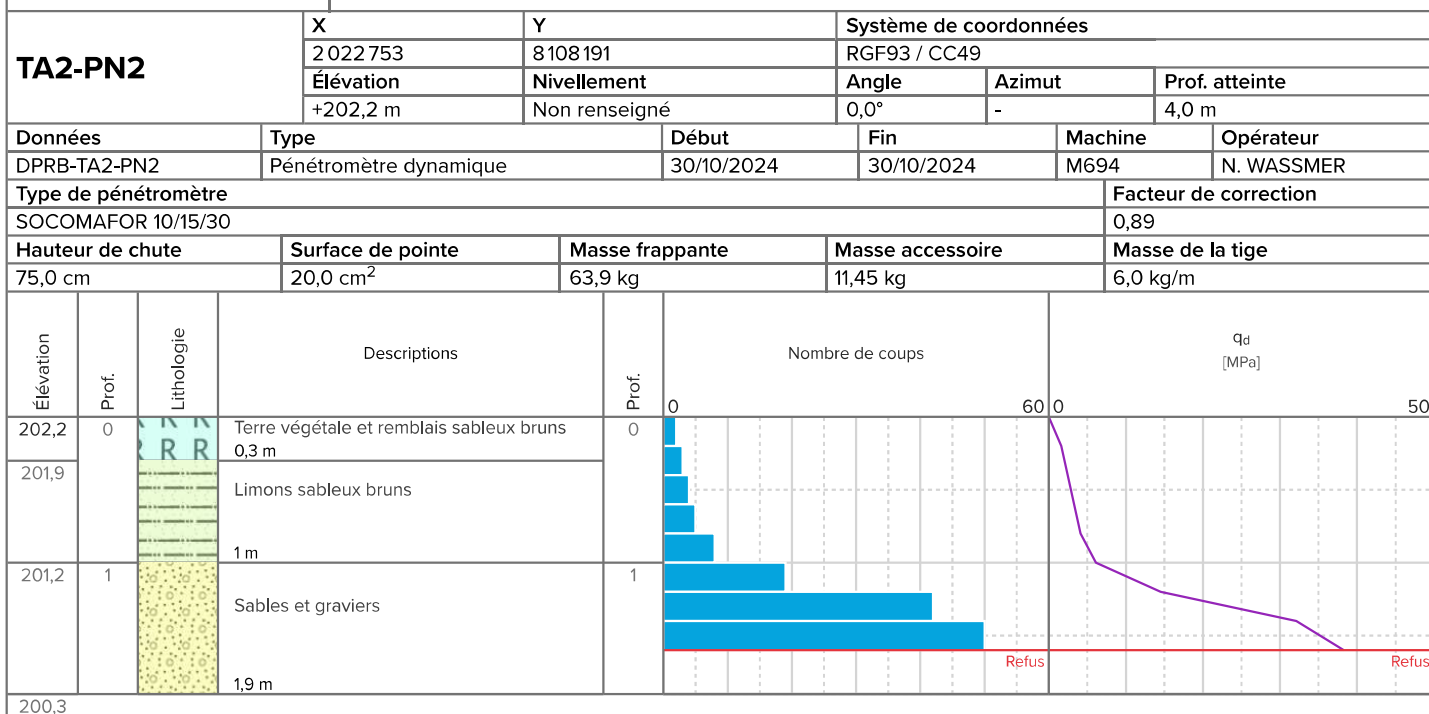 TA2-PN2
X Y Système de coordonnées
2 022 753 8 108 191 RGF93 / CC49
Élévation Nivellement Angle Azimut Prof. atteinte
+202,2 m Non renseigné 0,0° - 4,0 m
Données Type Début Fin Machine Opérateur
DPRB-TA2-PN2 Pénétromètre dynamique 30/10/2024 30/10/2024 M694 N. WASSMER
Type de pénétromètre Facteur de correction
SOCOMAFOR 10/15/30 0,89
Hauteur de chute Surface de pointe Masse frappante Masse accessoire Masse de la tige
75,0 cm 20,0 cm² 63,9 kg 11,45 kg 6,0 kg/m
Élévation Prof. Lithologie Descriptions Prof. Nombre de coups qd
[MPa]
0 60 0 50
202,2 0 R R R Terre végétale et remblais sableux bruns 0
R R R 0,3 m
201,9
Limons sableux bruns
1 m
201,2 1 1
Sables et graviers
Refus Refus
1,9 m
200,3